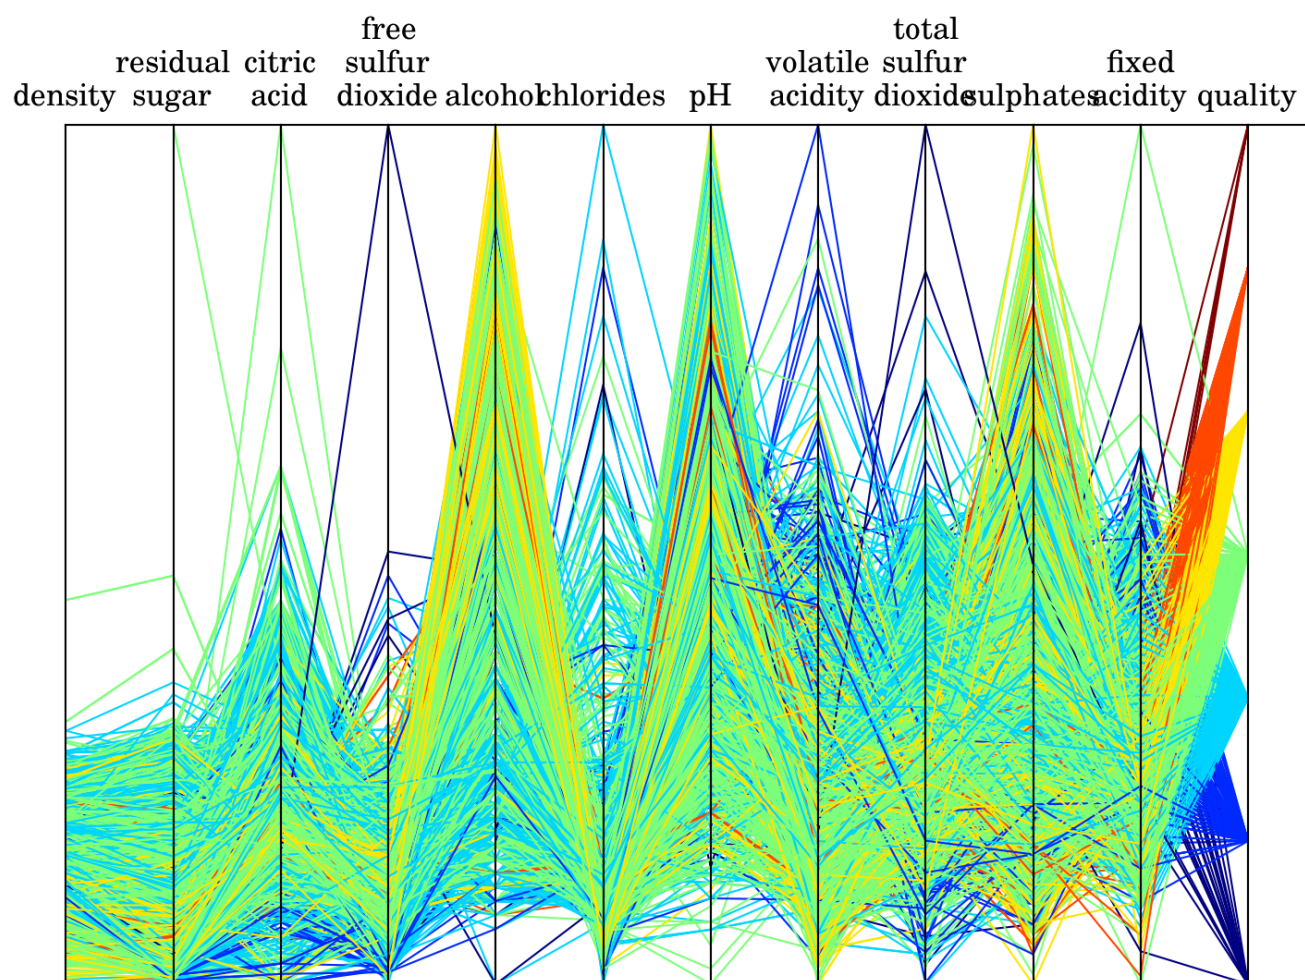 density
residual
sugar
citric
acid
free
sulfur
dioxide
alcohol
chlorides
pH
volatile
acidity
total
sulfur
dioxide
sulphates
fixed
acidity
quality